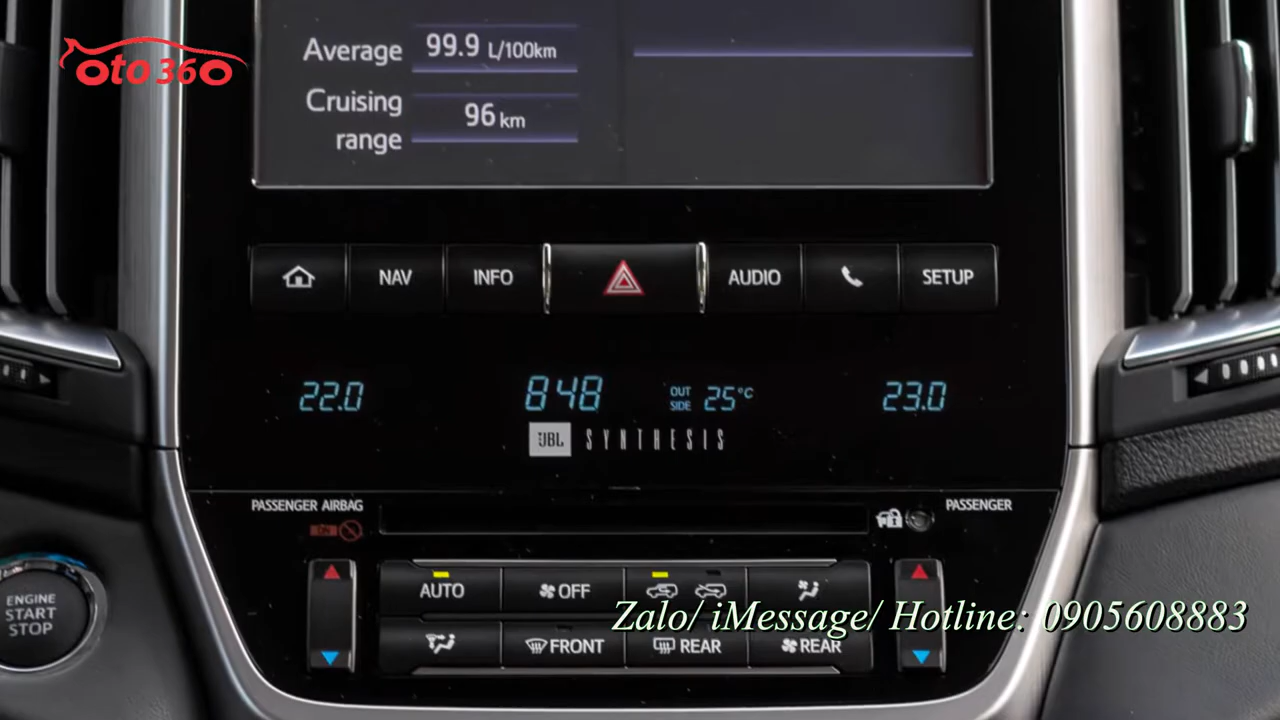 oto360
Average 99.9 L/100km
Cruising range 96 km
NAV INFO AUDIO SETUP
22.0 848 OUT SIDE 25°C 23.0
JBL SYNTHESIS
PASSENGER AIRBAG PASSENGER
AUTO OFF
ENGINE START STOP
Zalo/ iMessage/ Hotline: 0905608883
FRONT REAR REAR